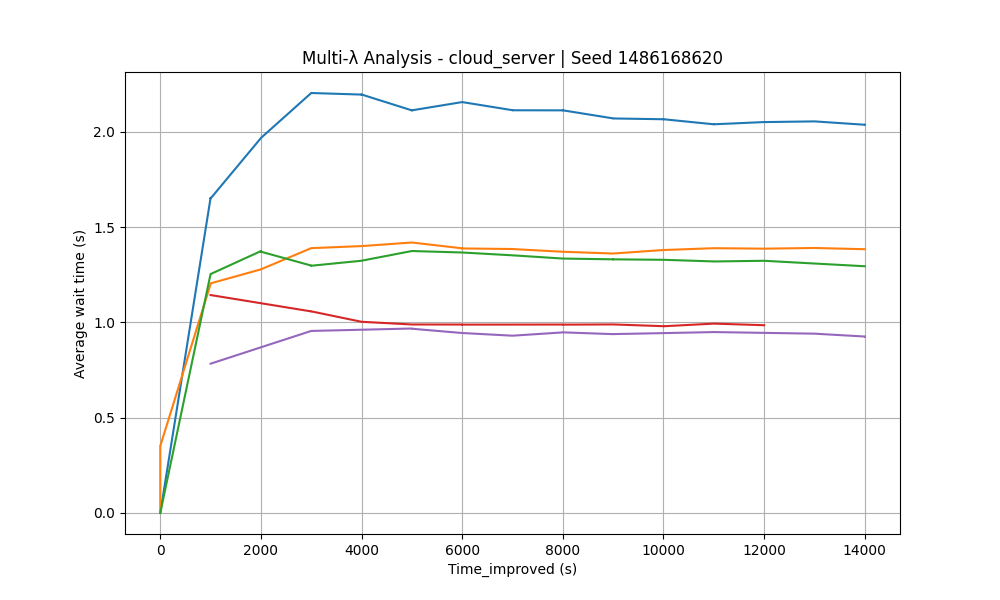 Multi-λ Analysis - cloud_server | Seed 1486168620
Average wait time (s)
2.0
1.5
1.0
0.5
0.0
0 2000 4000 6000 8000 10000 12000 14000
Time_improved (s)